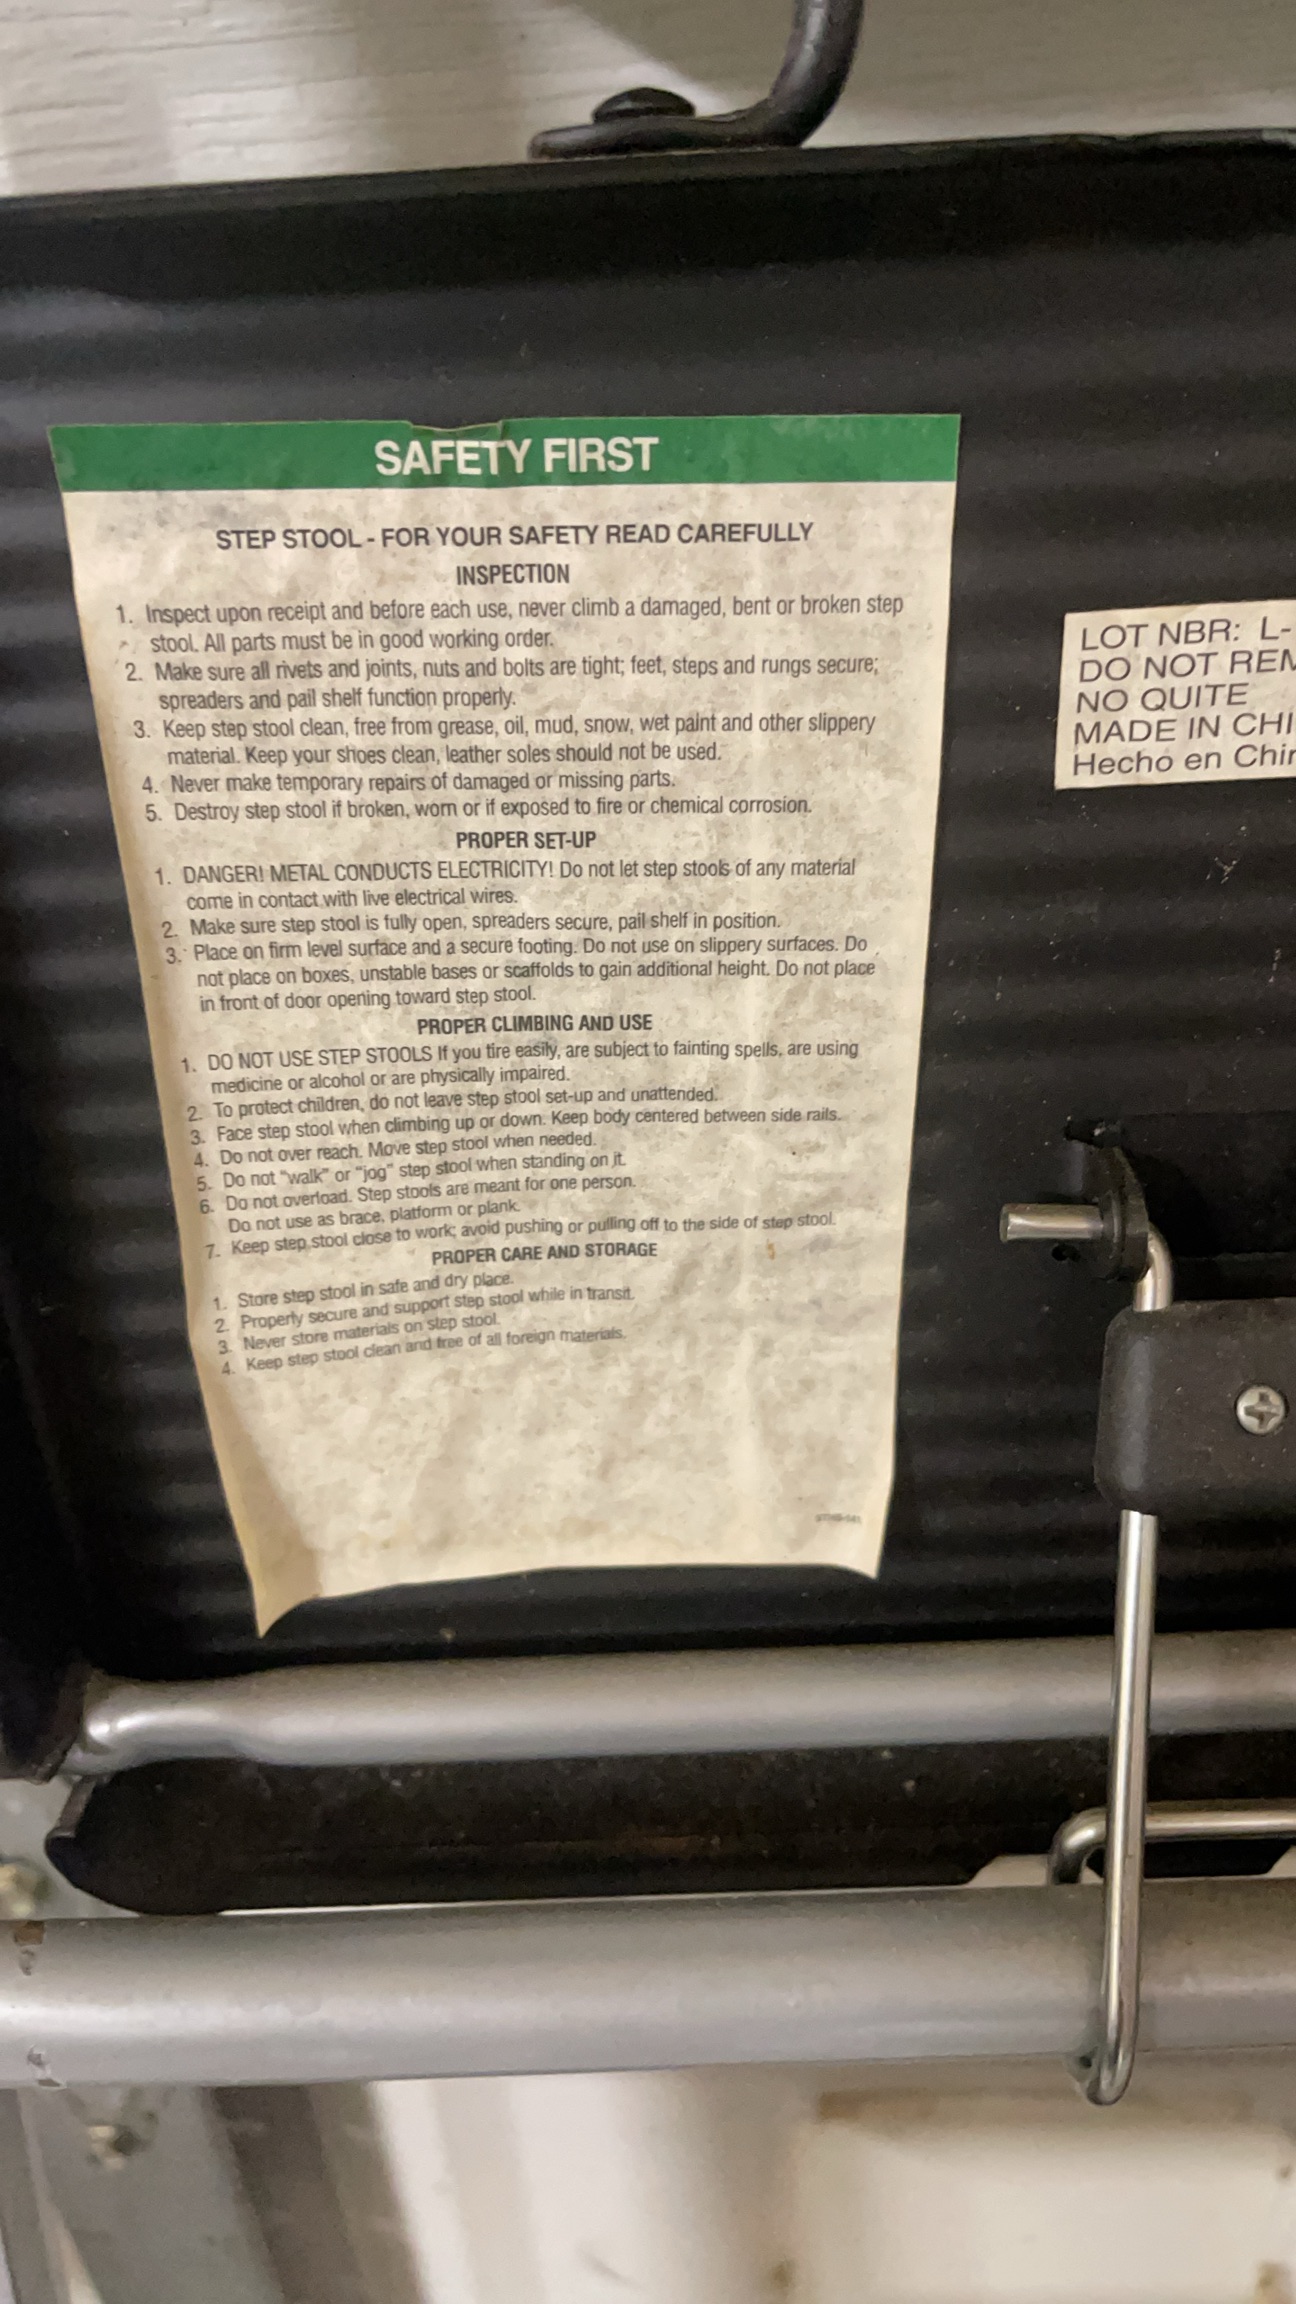 SAFETY FIRST
STEP STOOL - FOR YOUR SAFETY READ CAREFULLY
INSPECTION
1. Inspect upon receipt and before each use, never climb a damaged, bent or broken step
stool. All parts must be in good working order.
2. Make sure all rivets and joints, nuts and bolts are tight; feet, steps and rungs secure;
spreaders and pail shelf function properly.
3. Keep step stool clean, free from grease, oil, mud, snow, wet paint and other slippery
material. Keep your shoes clean, leather soles should not be used.
4. Never make temporary repairs of damaged or missing parts.
5. Destroy step stool if broken, worn or if exposed to fire or chemical corrosion.
PROPER SET-UP
1. DANGER! METAL CONDUCTS ELECTRICITY! Do not let step stools of any material
come in contact with live electrical wires.
2. Make sure step stool is fully open, spreaders secure, pail shelf in position.
3. Place on firm level surface and a secure footing. Do not use on slippery surfaces. Do
not place on boxes, unstable bases or scaffolds to gain additional height. Do not place
in front of door opening toward step stool.
PROPER CLIMBING AND USE
1. DO NOT USE STEP STOOLS If you tire easily, are subject to fainting spells, are using
medicine or alcohol or are physically impaired.
2. To protect children, do not leave step stool set-up and unattended.
3. Face step stool when climbing up or down. Keep body centered between side rails.
4. Do not over reach. Move step stool when needed.
5. Do not "walk" or "jog" step stool when standing on it.
6. Do not overload. Step stools are meant for one person.
Do not use as brace, platform or plank.
7. Keep step stool close to work; avoid pushing or pulling off to the side of step stool.
PROPER CARE AND STORAGE
1. Store step stool in safe and dry place.
2. Properly secure and support step stool while in transit.
3. Never store materials on step stool.
4. Keep step stool clean and free of all foreign materials.
LOT NBR: L-
DO NOT REM
NO QUITE
MADE IN CHI
Hecho en Chin